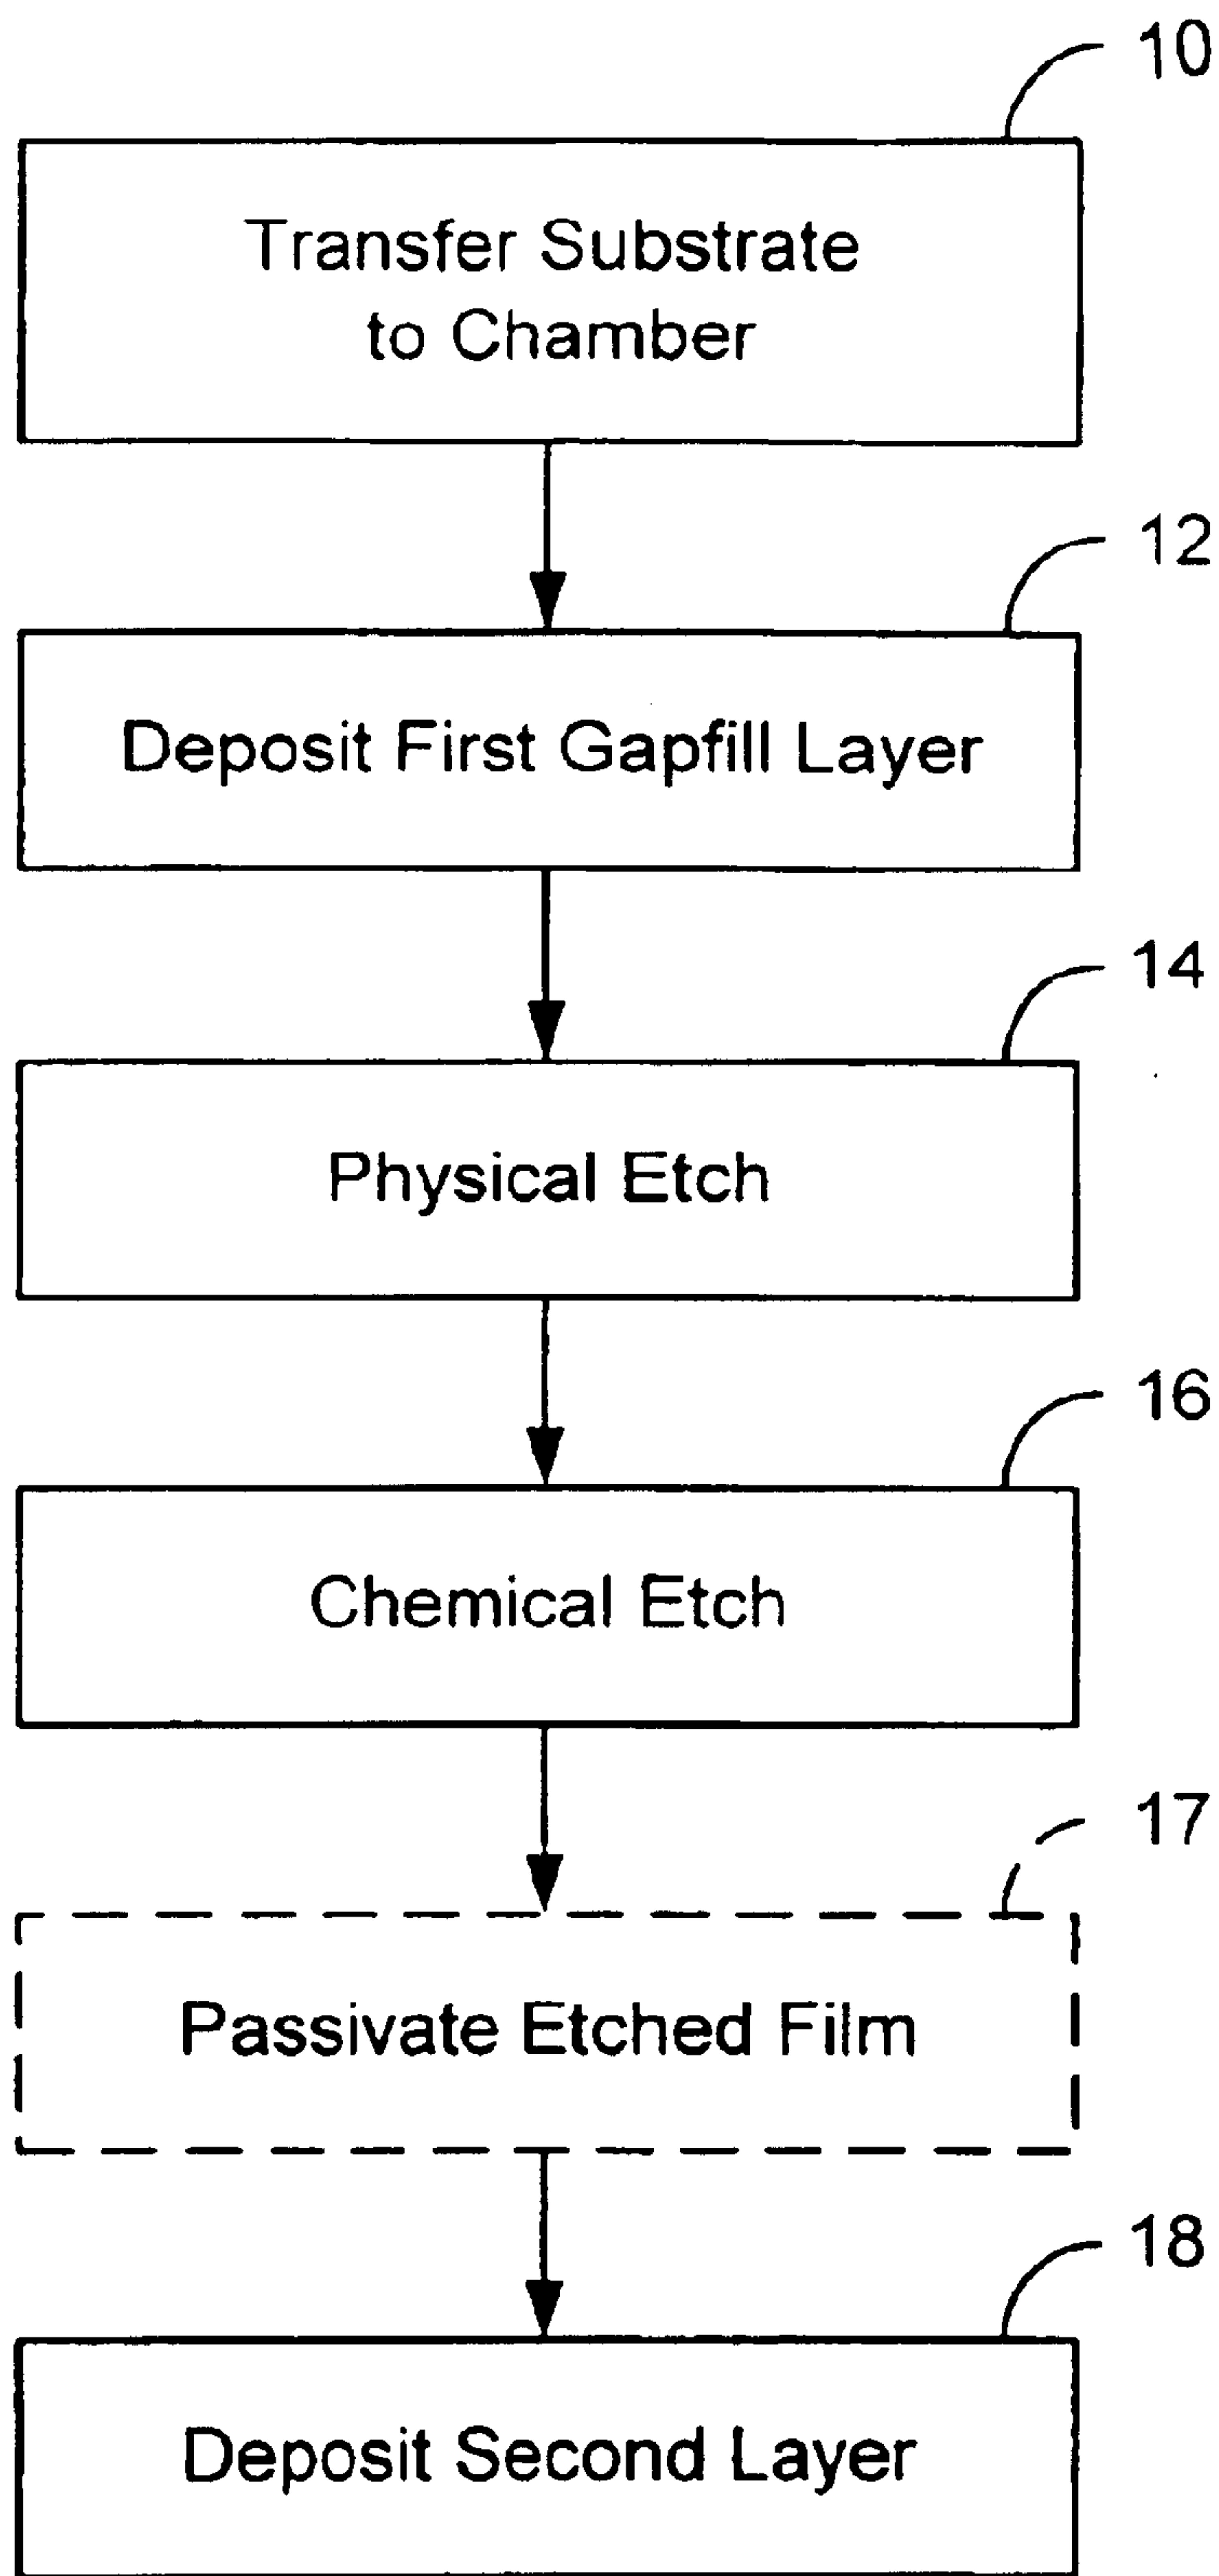 10
Transfer Substrate
to Chamber
12
Deposit First Gapfill Layer
14
Physical Etch
16
Chemical Etch
17
Passivate Etched Film
18
Deposit Second Layer